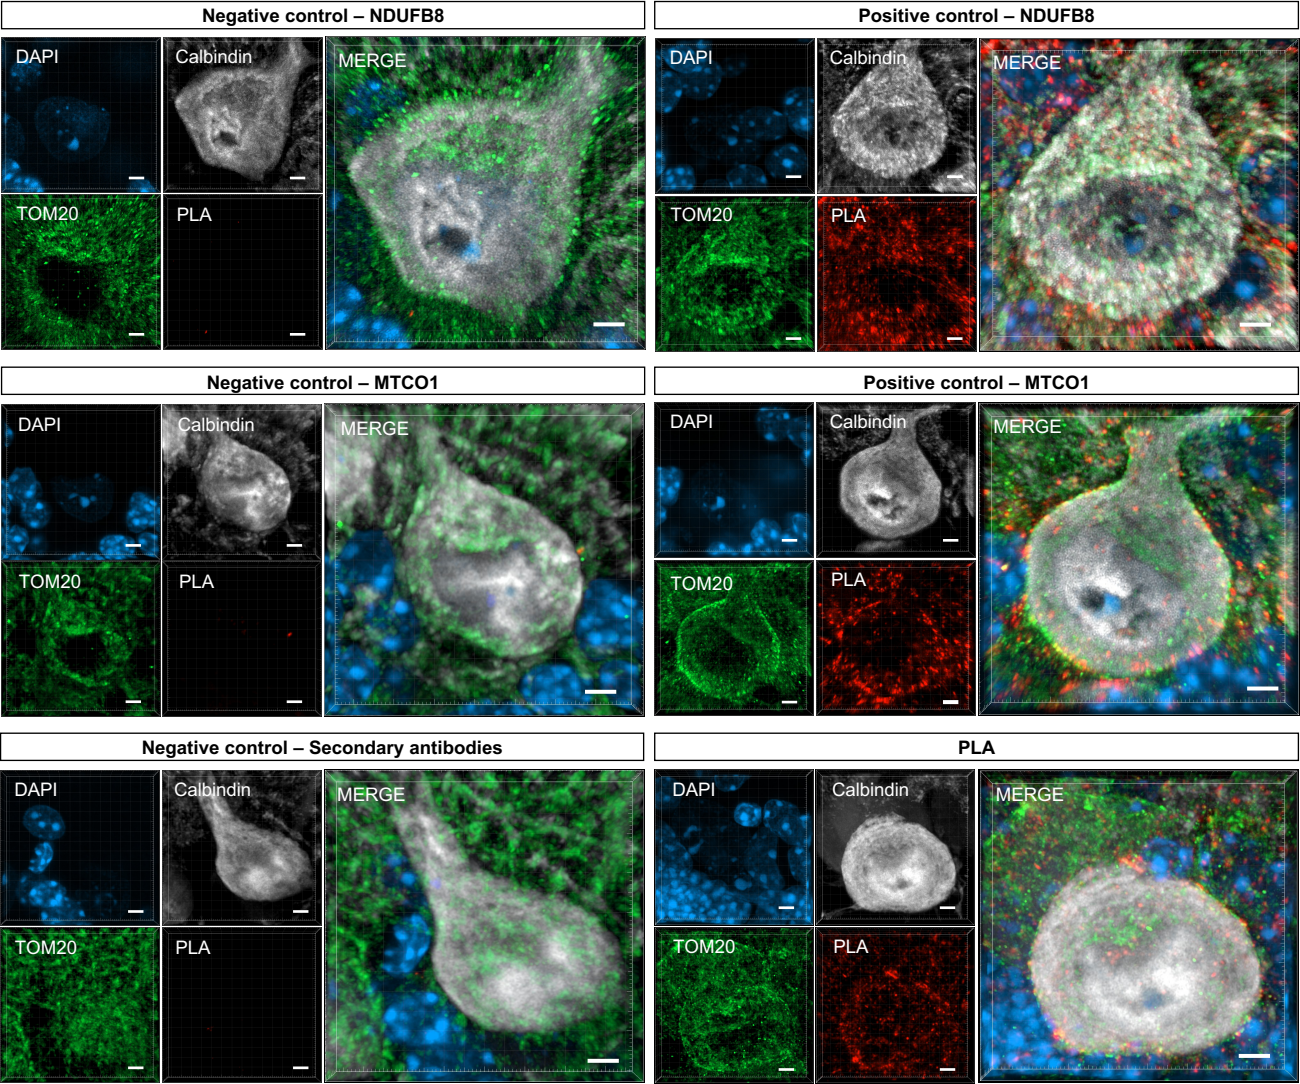 Negative control – NDUFB8
DAPI
Calbindin
MERGE
TOM20
PLA
Positive control – NDUFB8
DAPI
Calbindin
MERGE
TOM20
PLA
Negative control – MTCO1
DAPI
Calbindin
MERGE
TOM20
PLA
Positive control – MTCO1
DAPI
Calbindin
MERGE
TOM20
PLA
Negative control – Secondary antibodies
DAPI
Calbindin
MERGE
TOM20
PLA
PLA
DAPI
Calbindin
MERGE
TOM20
PLA